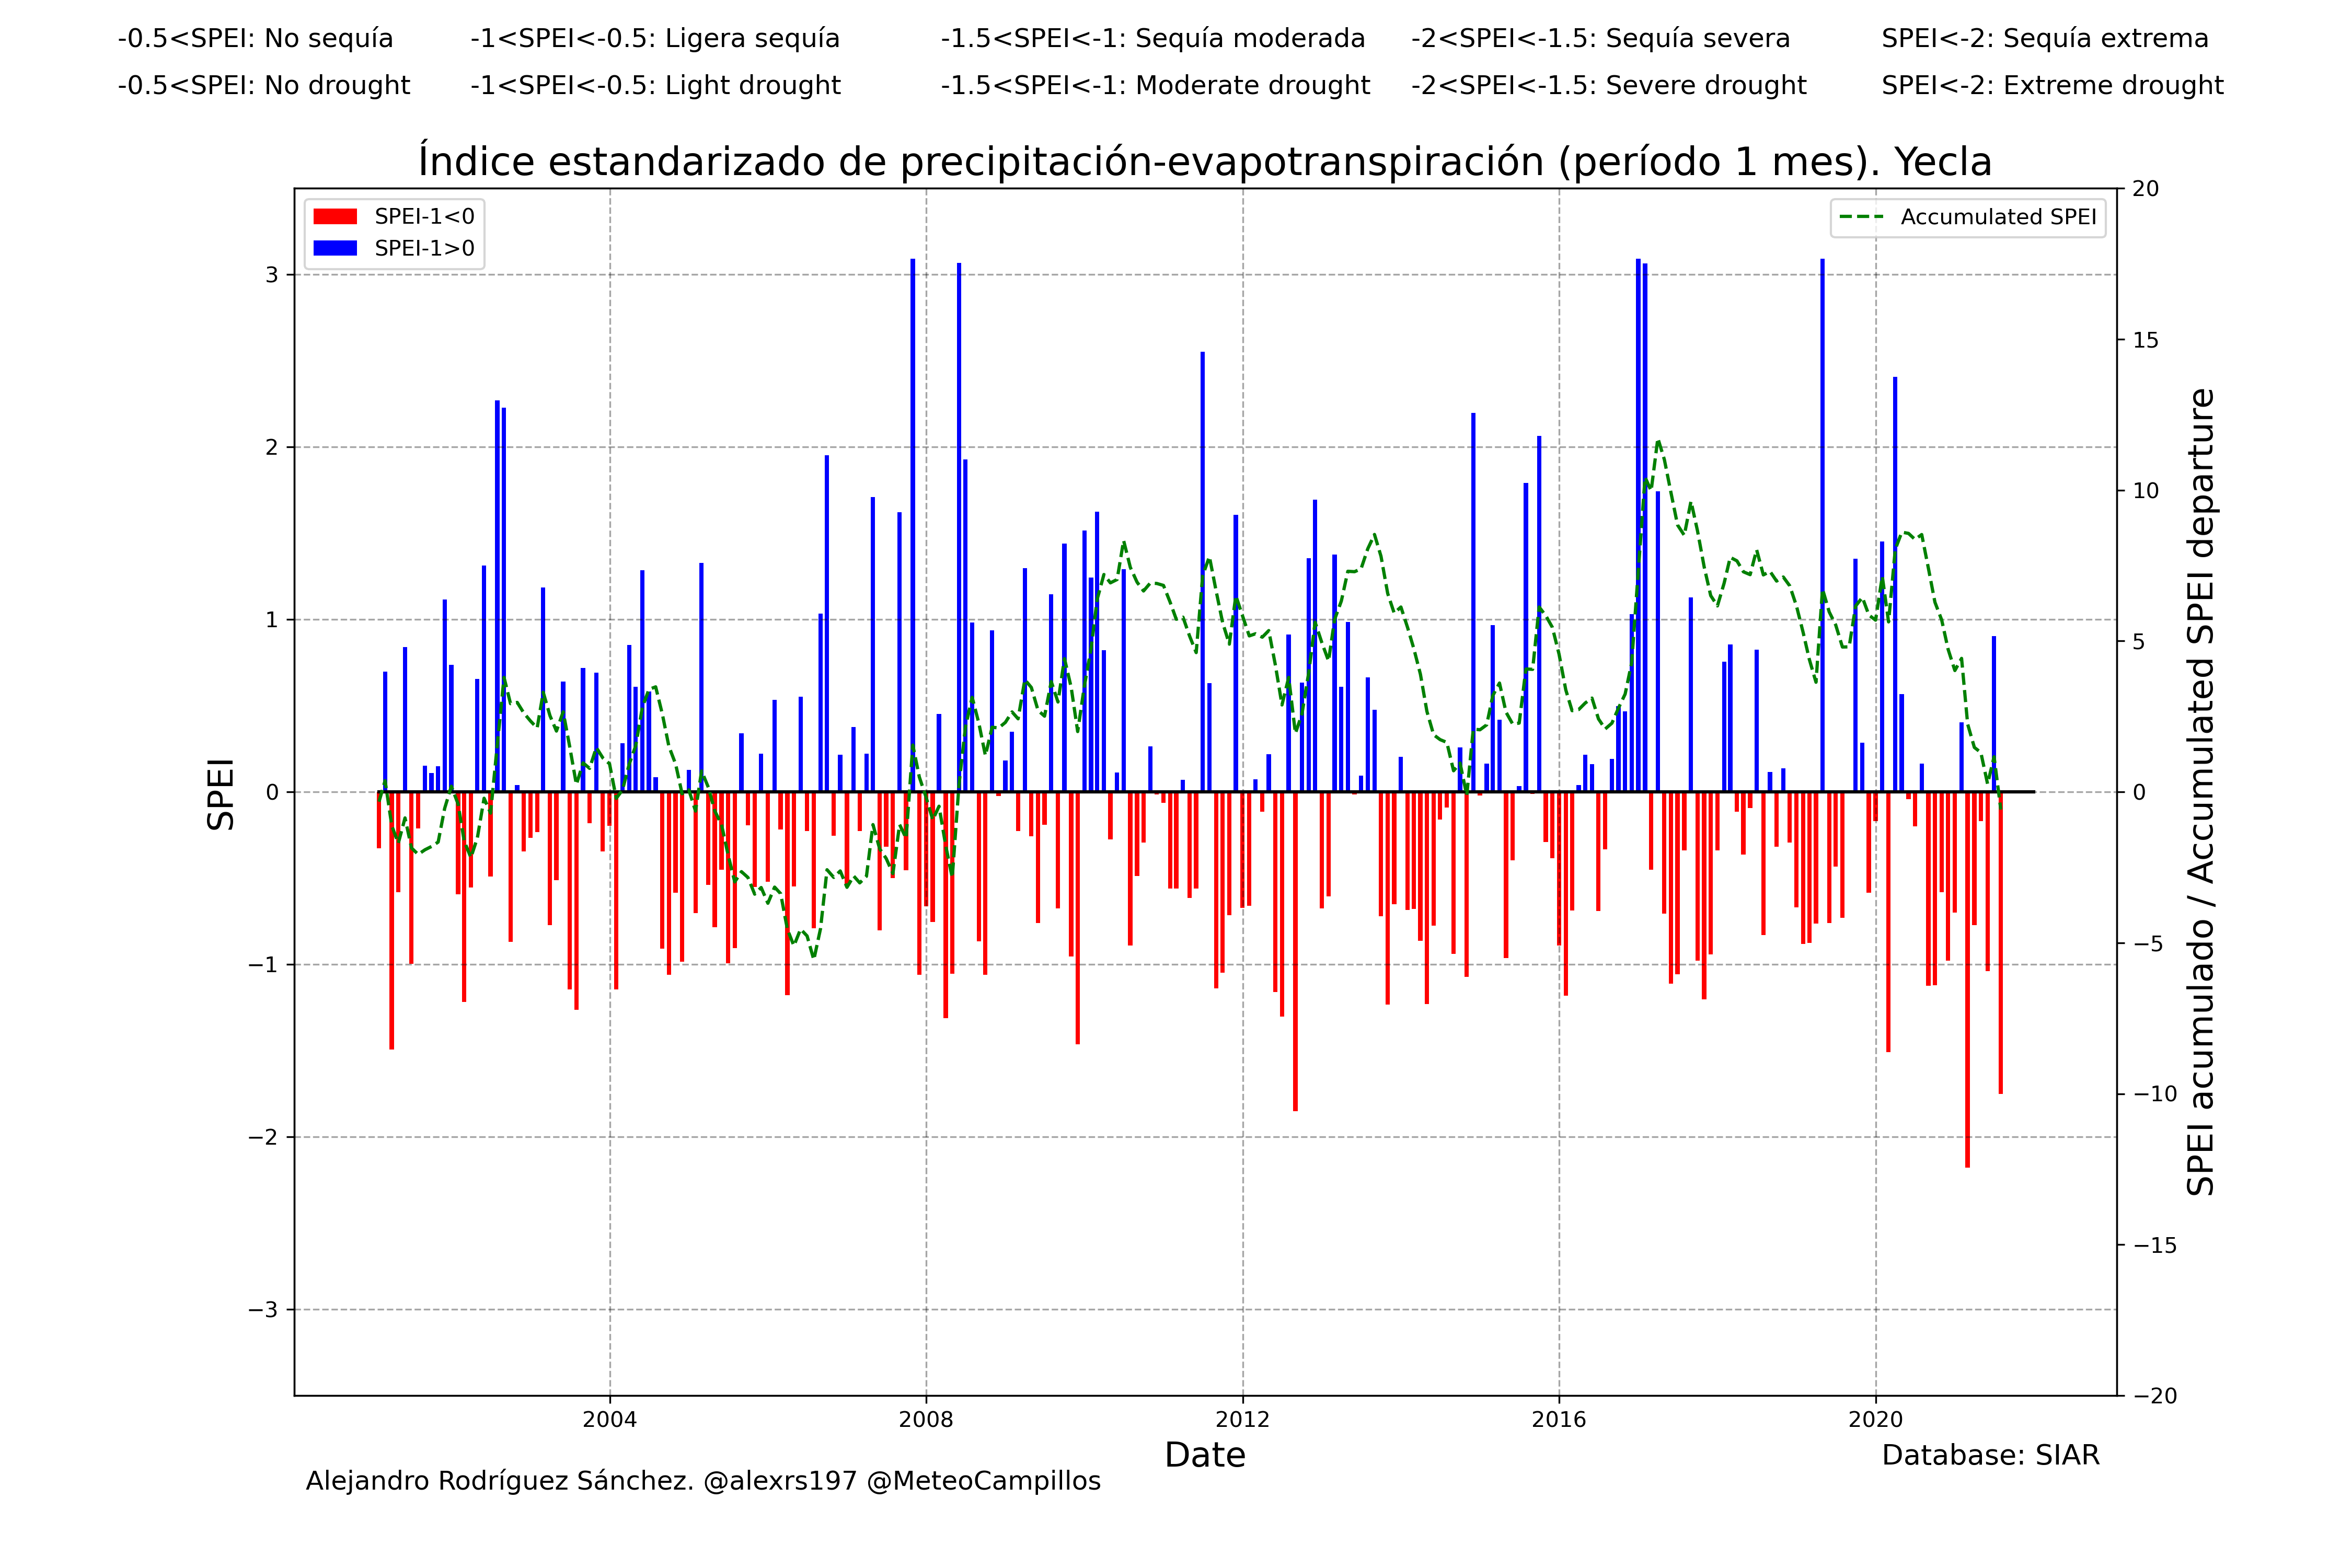 -0.5<SPEI: No sequía -1<SPEI<-0.5: Ligera sequía -1.5<SPEI<-1: Sequía moderada -2<SPEI<-1.5: Sequía severa SPEI<-2: Sequía extrema
-0.5<SPEI: No drought -1<SPEI<-0.5: Light drought -1.5<SPEI<-1: Moderate drought -2<SPEI<-1.5: Severe drought SPEI<-2: Extreme drought
Índice estandarizado de precipitación-evapotranspiración (período 1 mes). Yecla
SPEI-1<0
SPEI-1>0
Accumulated SPEI
3
2
1
0
−1
−2
−3
SPEI
20
15
10
5
0
−5
−10
−15
−20
SPEI acumulado / Accumulated SPEI departure
2004 2008 2012 2016 2020
Date
Database: SIAR
Alejandro Rodríguez Sánchez. @alexrs197 @MeteoCampillos